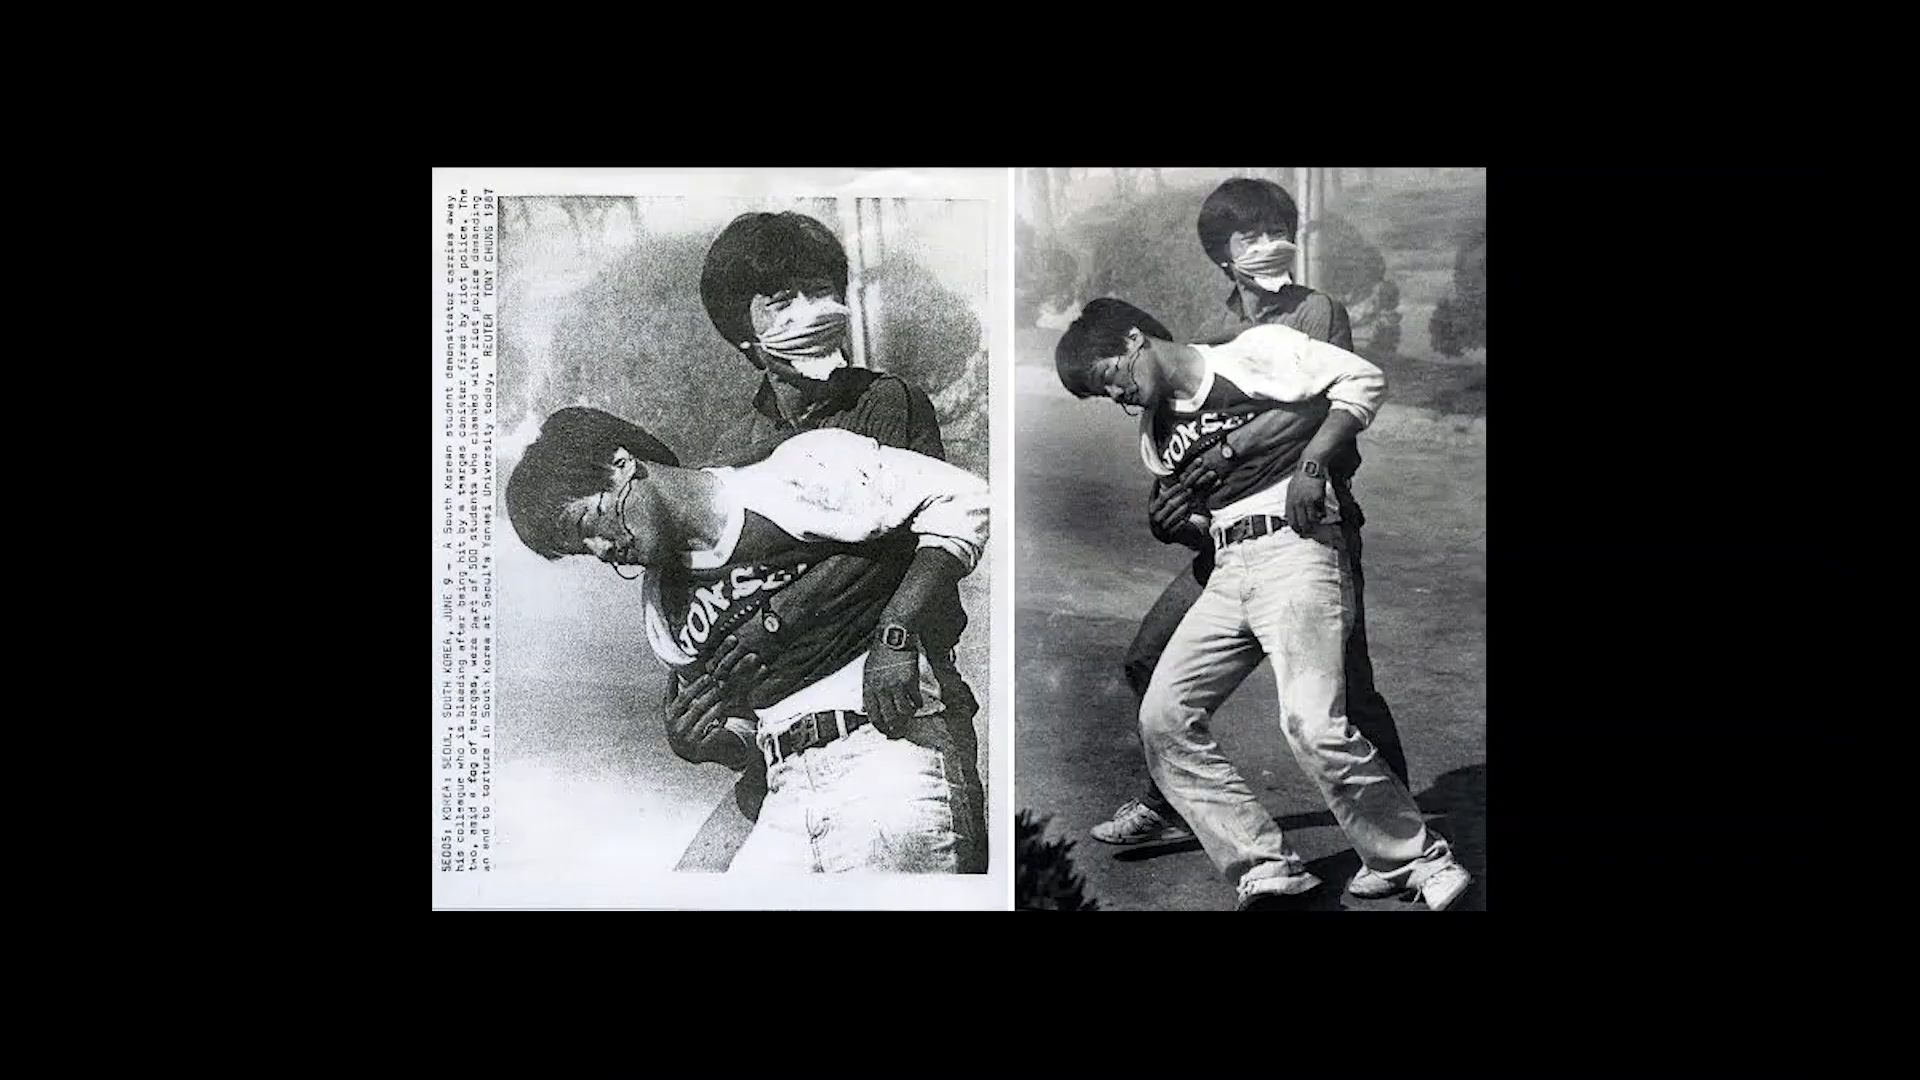 SEO05: KOREA: SEOUL, SOUTH KOREA, JUNE 9 - A South Korean student demonstrator carries away
his colleague who is bleeding after being hit by a teargas canister fired by riot police. The
two, amid a fog of teargas, were part of 500 students who clashed with riot police demanding
an end to torture in South Korea at Seoul's Yonsei University today. REUTER TONY CHUNG 1987
YONSE
YONSE